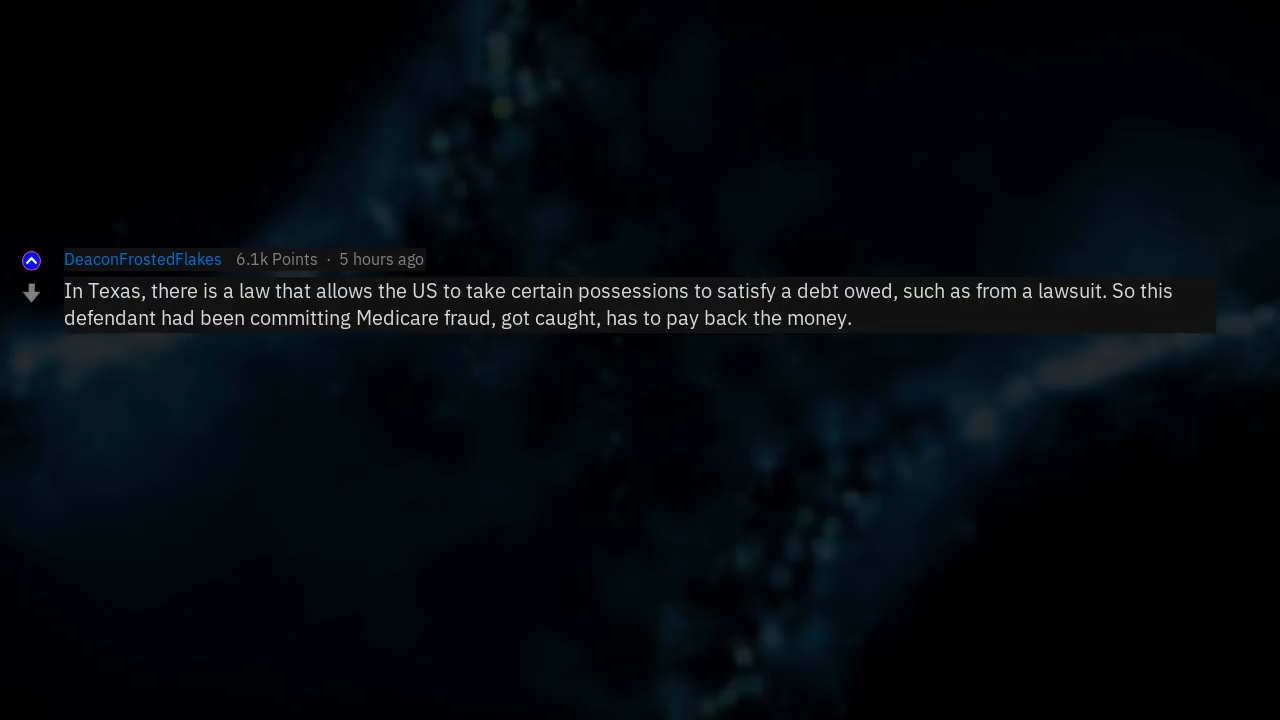 DeaconFrostedFlakes 6.1k Points · 5 hours ago
In Texas, there is a law that allows the US to take certain possessions to satisfy a debt owed, such as from a lawsuit. So this
defendant had been committing Medicare fraud, got caught, has to pay back the money.